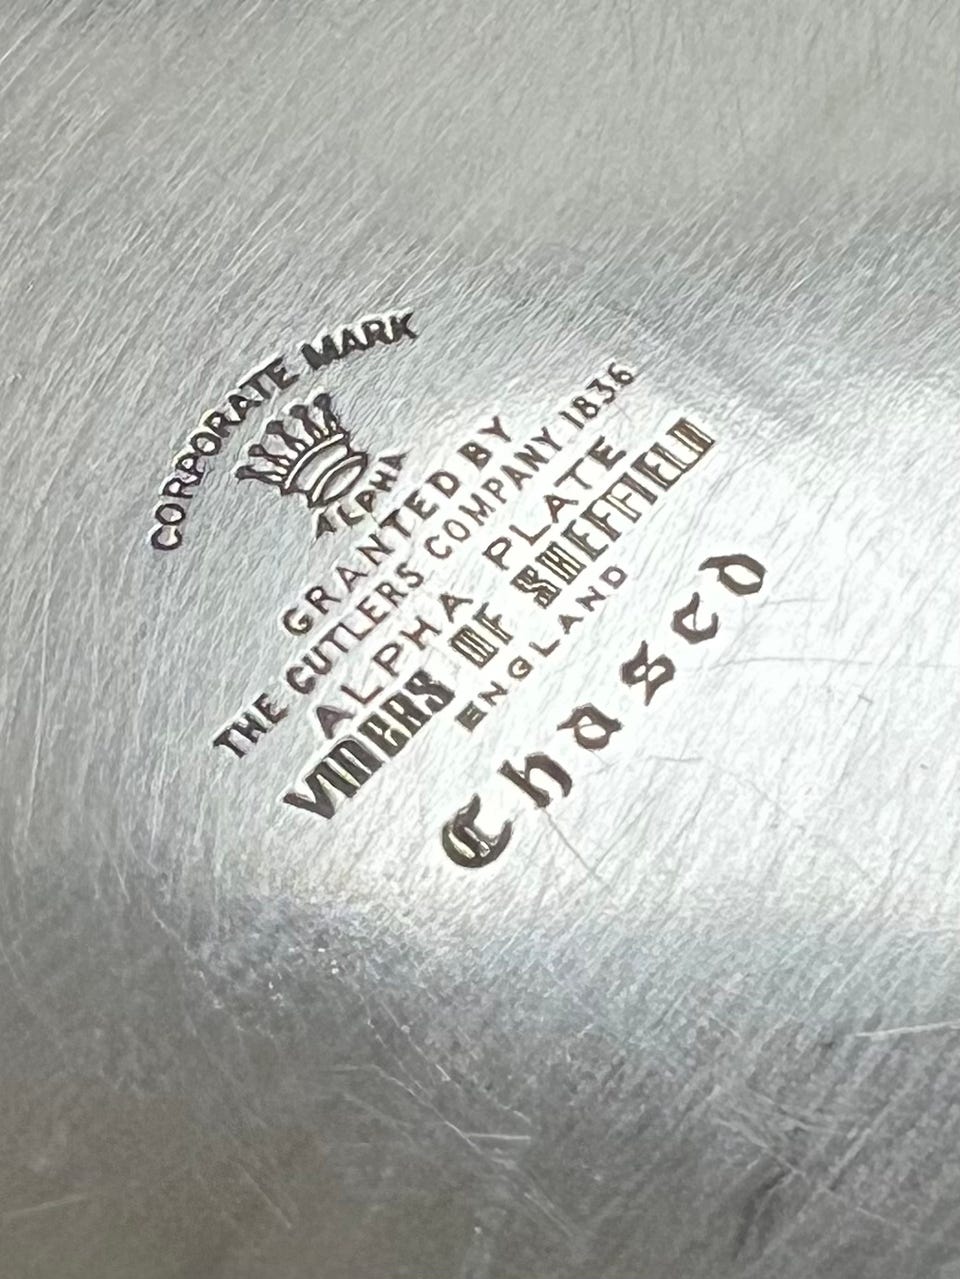 CORPORATE MARK
ALPHA
GRANTED BY
THE CUTLERS COMPANY 1836
ALPHA PLATE
VINERS OF SHEFFIELD
ENGLAND
Chased